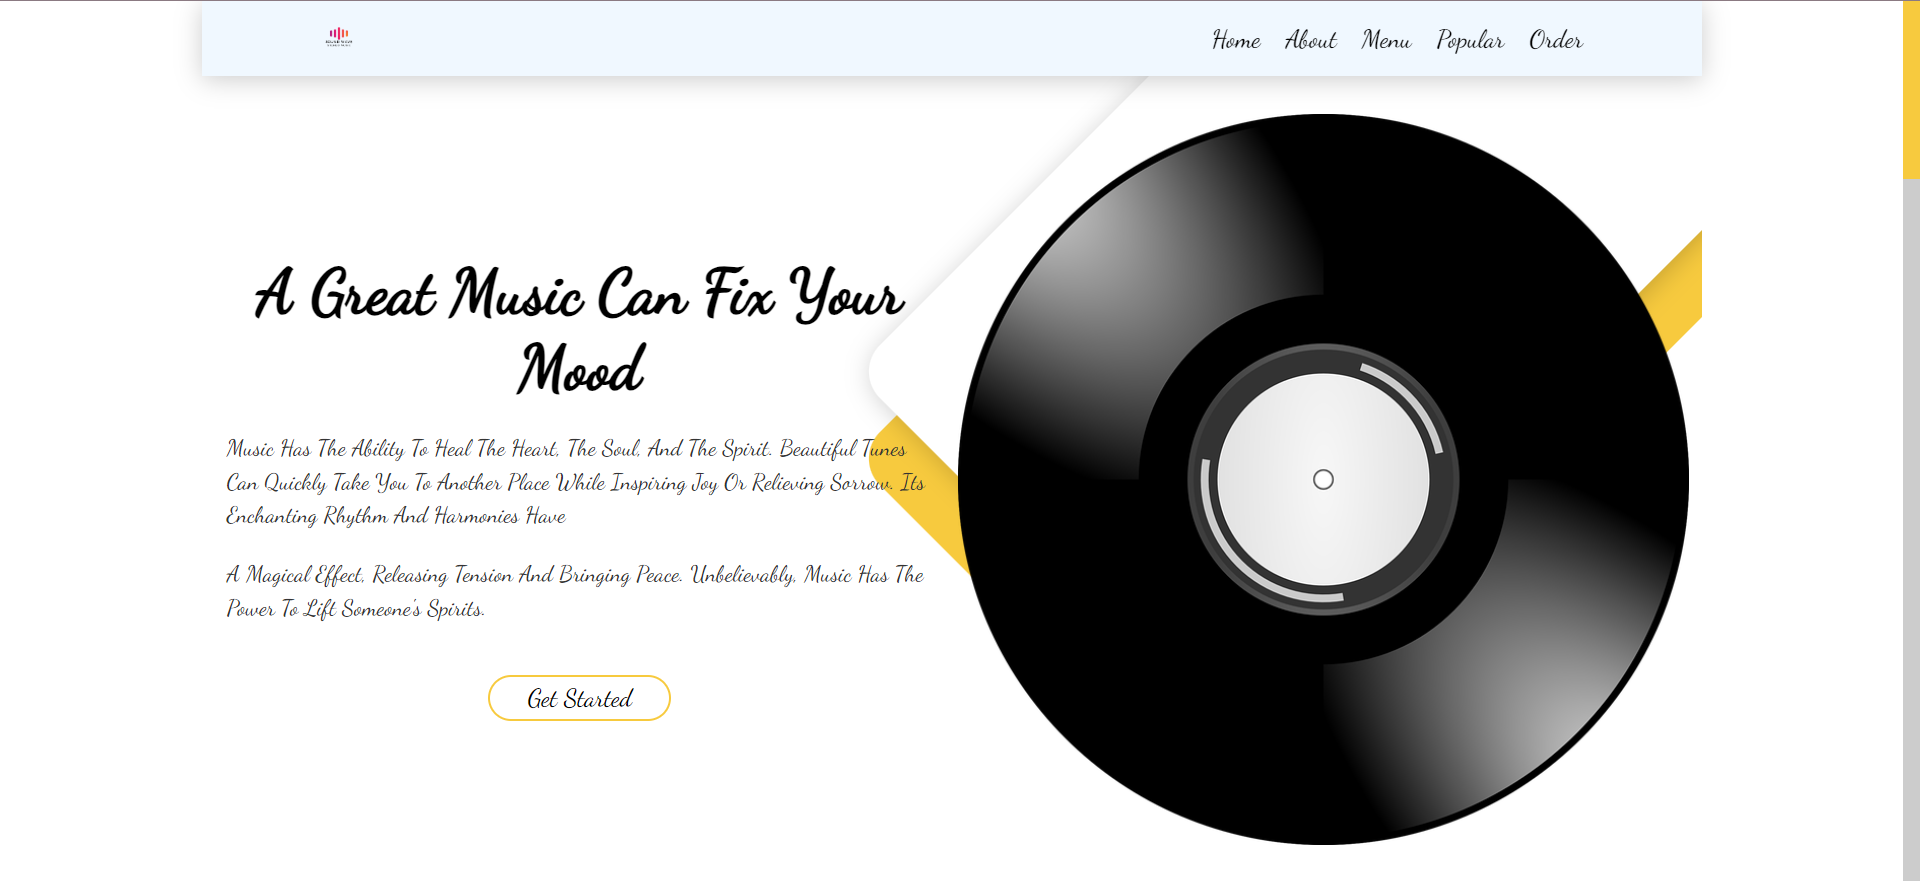 Home About Menu Popular Order
A Great Music Can Fix Your
Mood
Music Has The Ability To Heal The Heart, The Soul, And The Spirit. Beautiful Tunes
Can Quickly Take You To Another Place While Inspiring Joy Or Relieving Sorrow. Its
Enchanting Rhythm And Harmonies Have
A Magical Effect, Releasing Tension And Bringing Peace. Unbelievably, Music Has The
Power To Lift Someone's Spirits.
Get Started